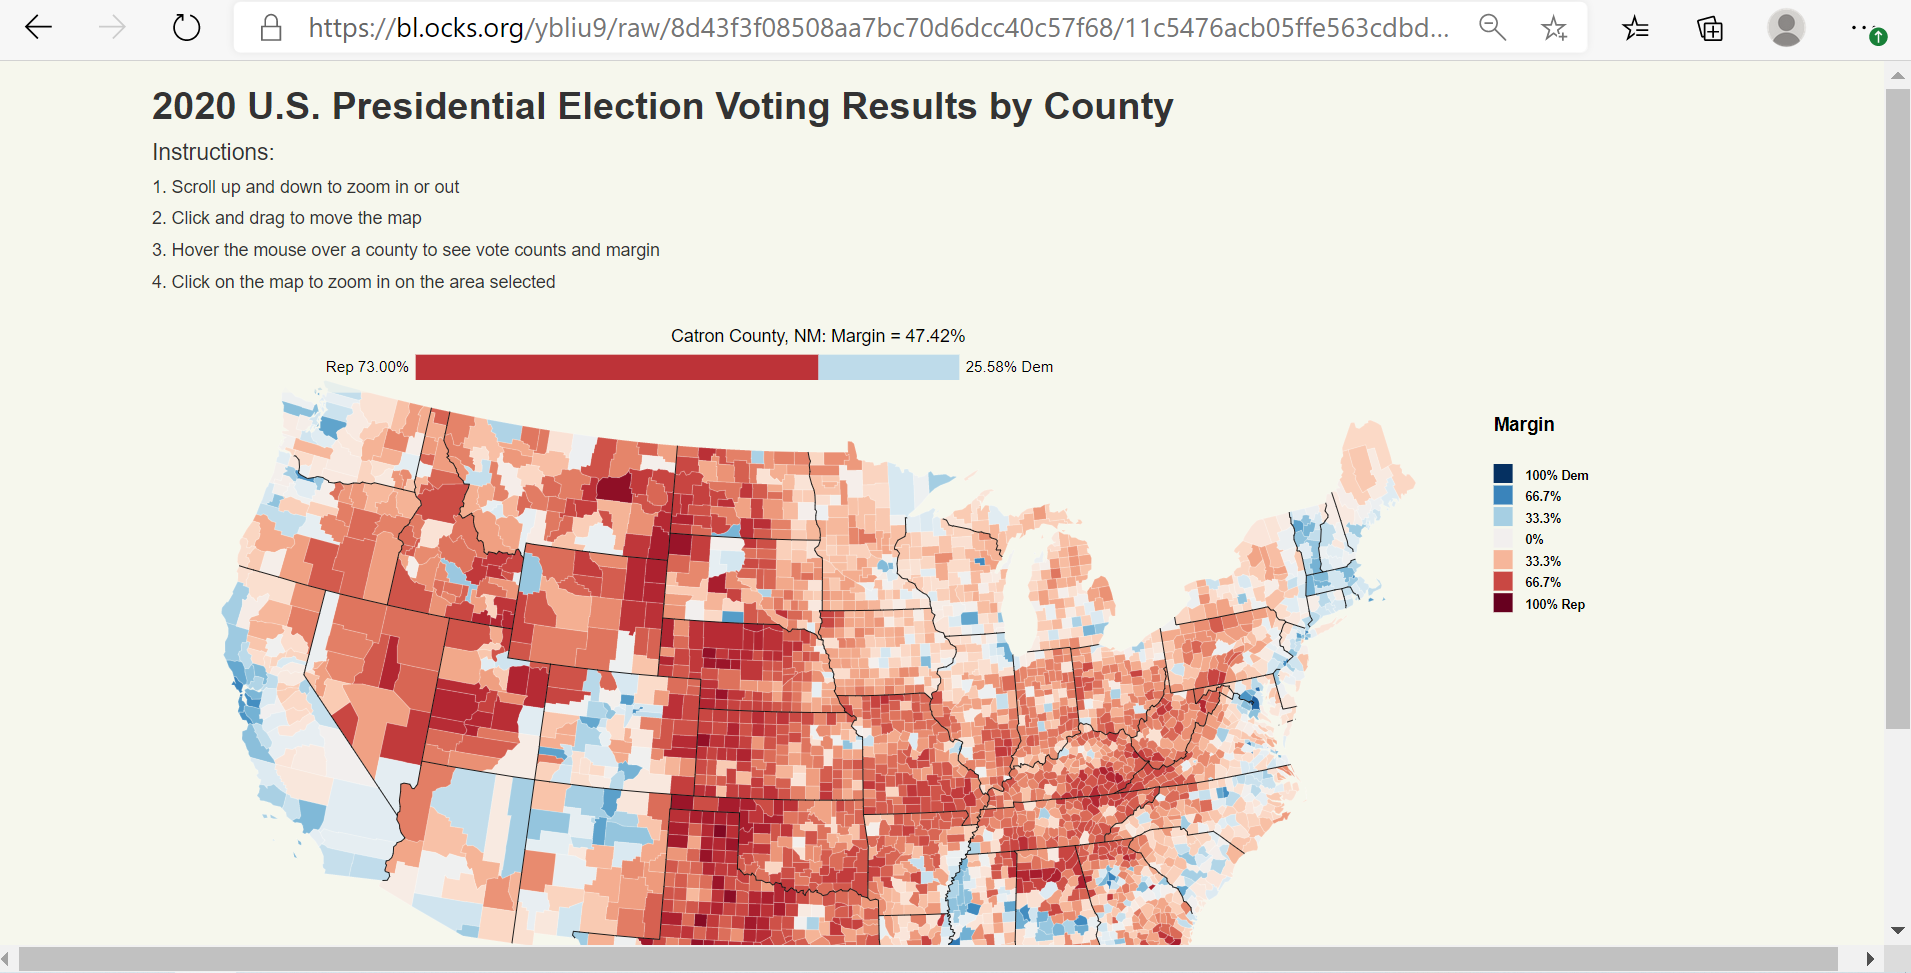 https://bl.ocks.org/ybliu9/raw/8d43f3f08508aa7bc70d6dcc40c57f68/11c5476acb05ffe563cdbd...
2020 U.S. Presidential Election Voting Results by County
Instructions:
1. Scroll up and down to zoom in or out
2. Click and drag to move the map
3. Hover the mouse over a county to see vote counts and margin
4. Click on the map to zoom in on the area selected
Catron County, NM: Margin = 47.42%
Rep 73.00% 25.58% Dem
Margin
100% Dem
66.7%
33.3%
0%
33.3%
66.7%
100% Rep